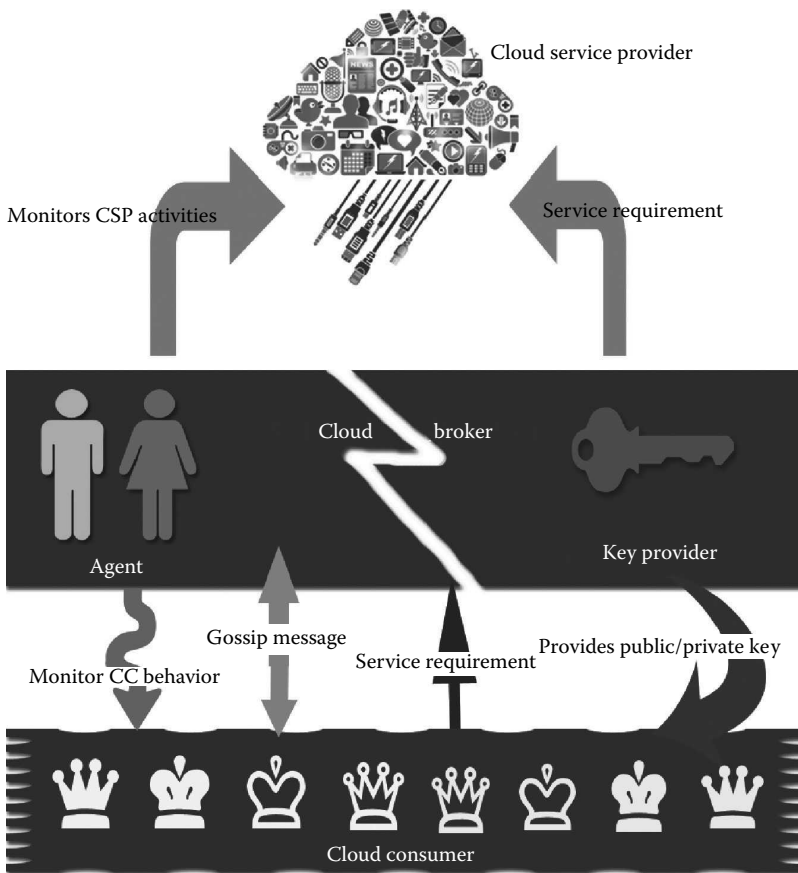 Cloud service provider
Monitors CSP activities
Service requirement
Cloud broker
Agent
Key provider
Gossip message
Service requirement
Provides public/private key
Monitor CC behavior
Cloud consumer